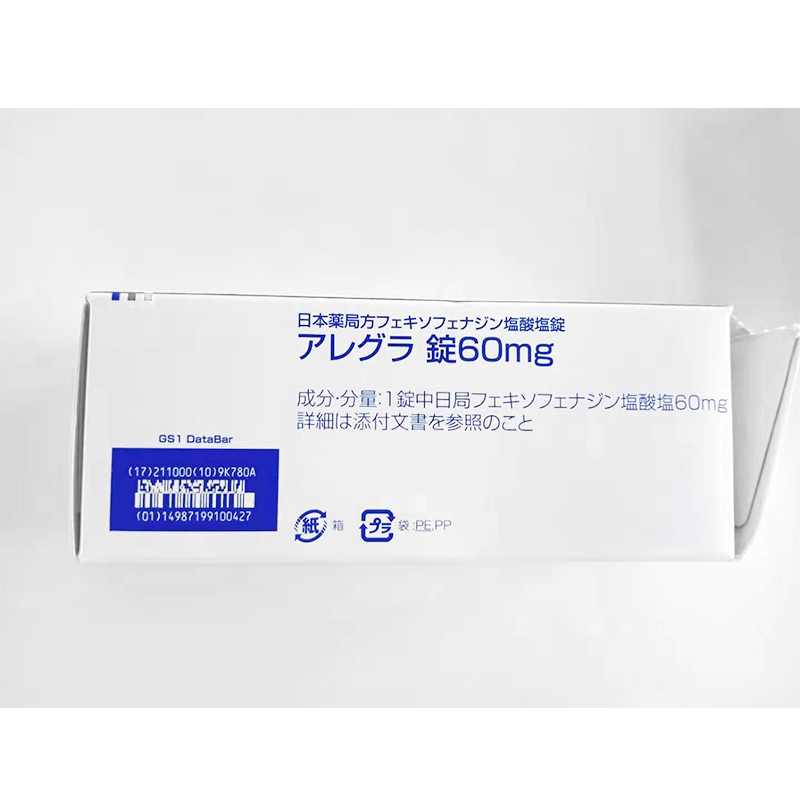 日本薬局方フェキソフェナジン塩酸塩錠
アレグラ 錠60mg
成分・分量:1錠中日局フェキソフェナジン塩酸塩60mg
詳細は添付文書を参照のこと
GS1 DataBar
(17)211000(10)9K780A
(01)14987199100427
紙 箱 プラ 袋:PE,PP